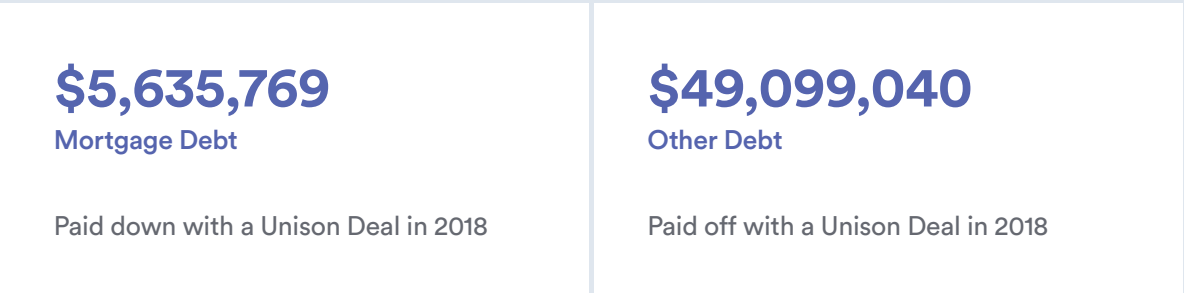 $5,635,769
Mortgage Debt
Paid down with a Unison Deal in 2018
$49,099,040
Other Debt
Paid off with a Unison Deal in 2018